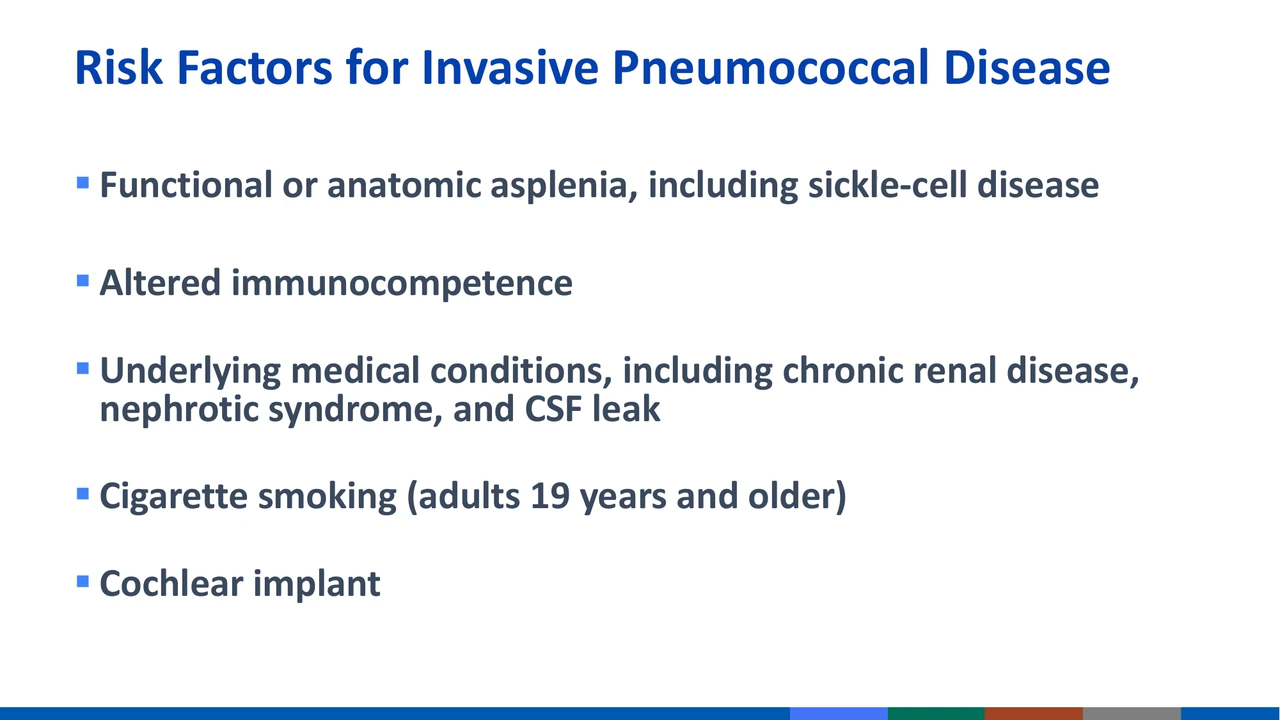 Risk Factors for Invasive Pneumococcal Disease
▪ Functional or anatomic asplenia, including sickle-cell disease
▪ Altered immunocompetence
▪ Underlying medical conditions, including chronic renal disease,
nephrotic syndrome, and CSF leak
▪ Cigarette smoking (adults 19 years and older)
▪ Cochlear implant